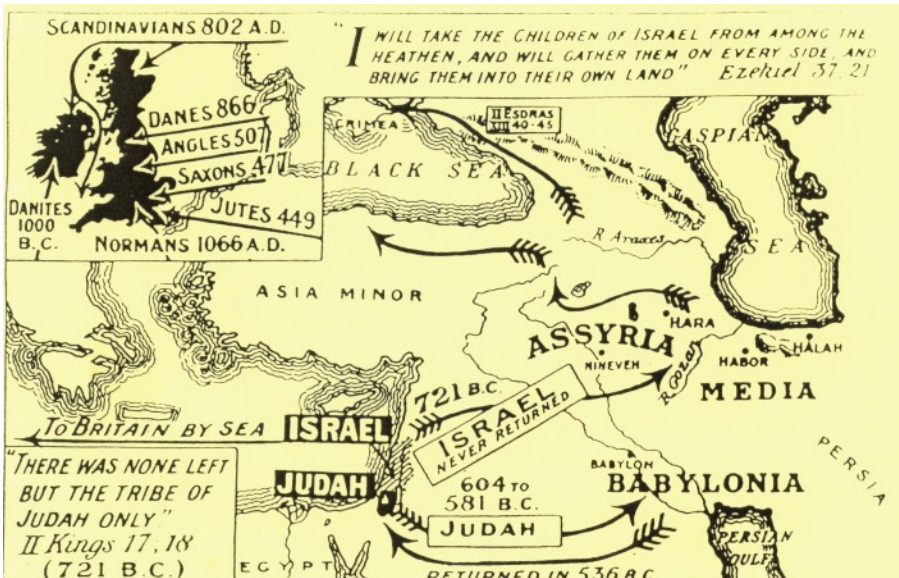 SCANDINAVIANS 802 A.D.
DANES 866
ANGLES 507
SAXONS 477
JUTES 449
DANITES
1000
B.C.
NORMANS 1066 A.D.
"I WILL TAKE THE CHILDREN OF ISRAEL FROM AMONG THE
HEATHEN, AND WILL GATHER THEM ON EVERY SIDE, AND
BRING THEM INTO THEIR OWN LAND" Ezekiel 37, 21
CRIMEA
II ESDRAS
XIII 40-45
BLACK SEA
CASPIAN
SEA
R. Araxes
ASIA MINOR
ASSYRIA
HARA
NINEVEH
R. Gozan
HABOR
HALAH
MEDIA
721 B.C.
ISRAEL
NEVER RETURNED
TO BRITAIN BY SEA
ISRAEL
JUDAH
604 TO
581 B.C.
JUDAH
BABYLON
BABYLONIA
PERSIA
PERSIAN
GULF
"THERE WAS NONE LEFT
BUT THE TRIBE OF
JUDAH ONLY."
II Kings 17, 18
(721 B.C.)
EGYPT
RETURNED IN 536 B.C.